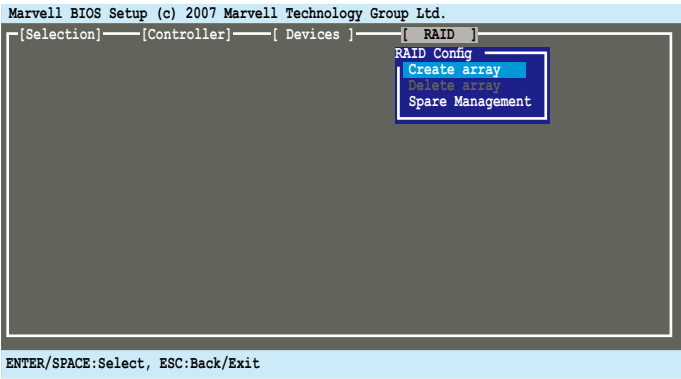 Marvell BIOS Setup (c) 2007 Marvell Technology Group Ltd.
[Selection] [Controller] [ Devices ] [ RAID ]
RAID Config
Create array
Delete array
Spare Management
ENTER/SPACE:Select, ESC:Back/Exit